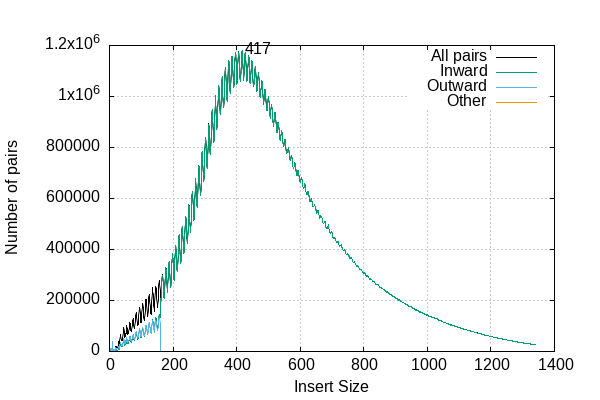 1.2x10⁶
1x10⁶
800000
600000
400000
200000
0
Number of pairs
417
All pairs
Inward
Outward
Other
0 200 400 600 800 1000 1200 1400
Insert Size